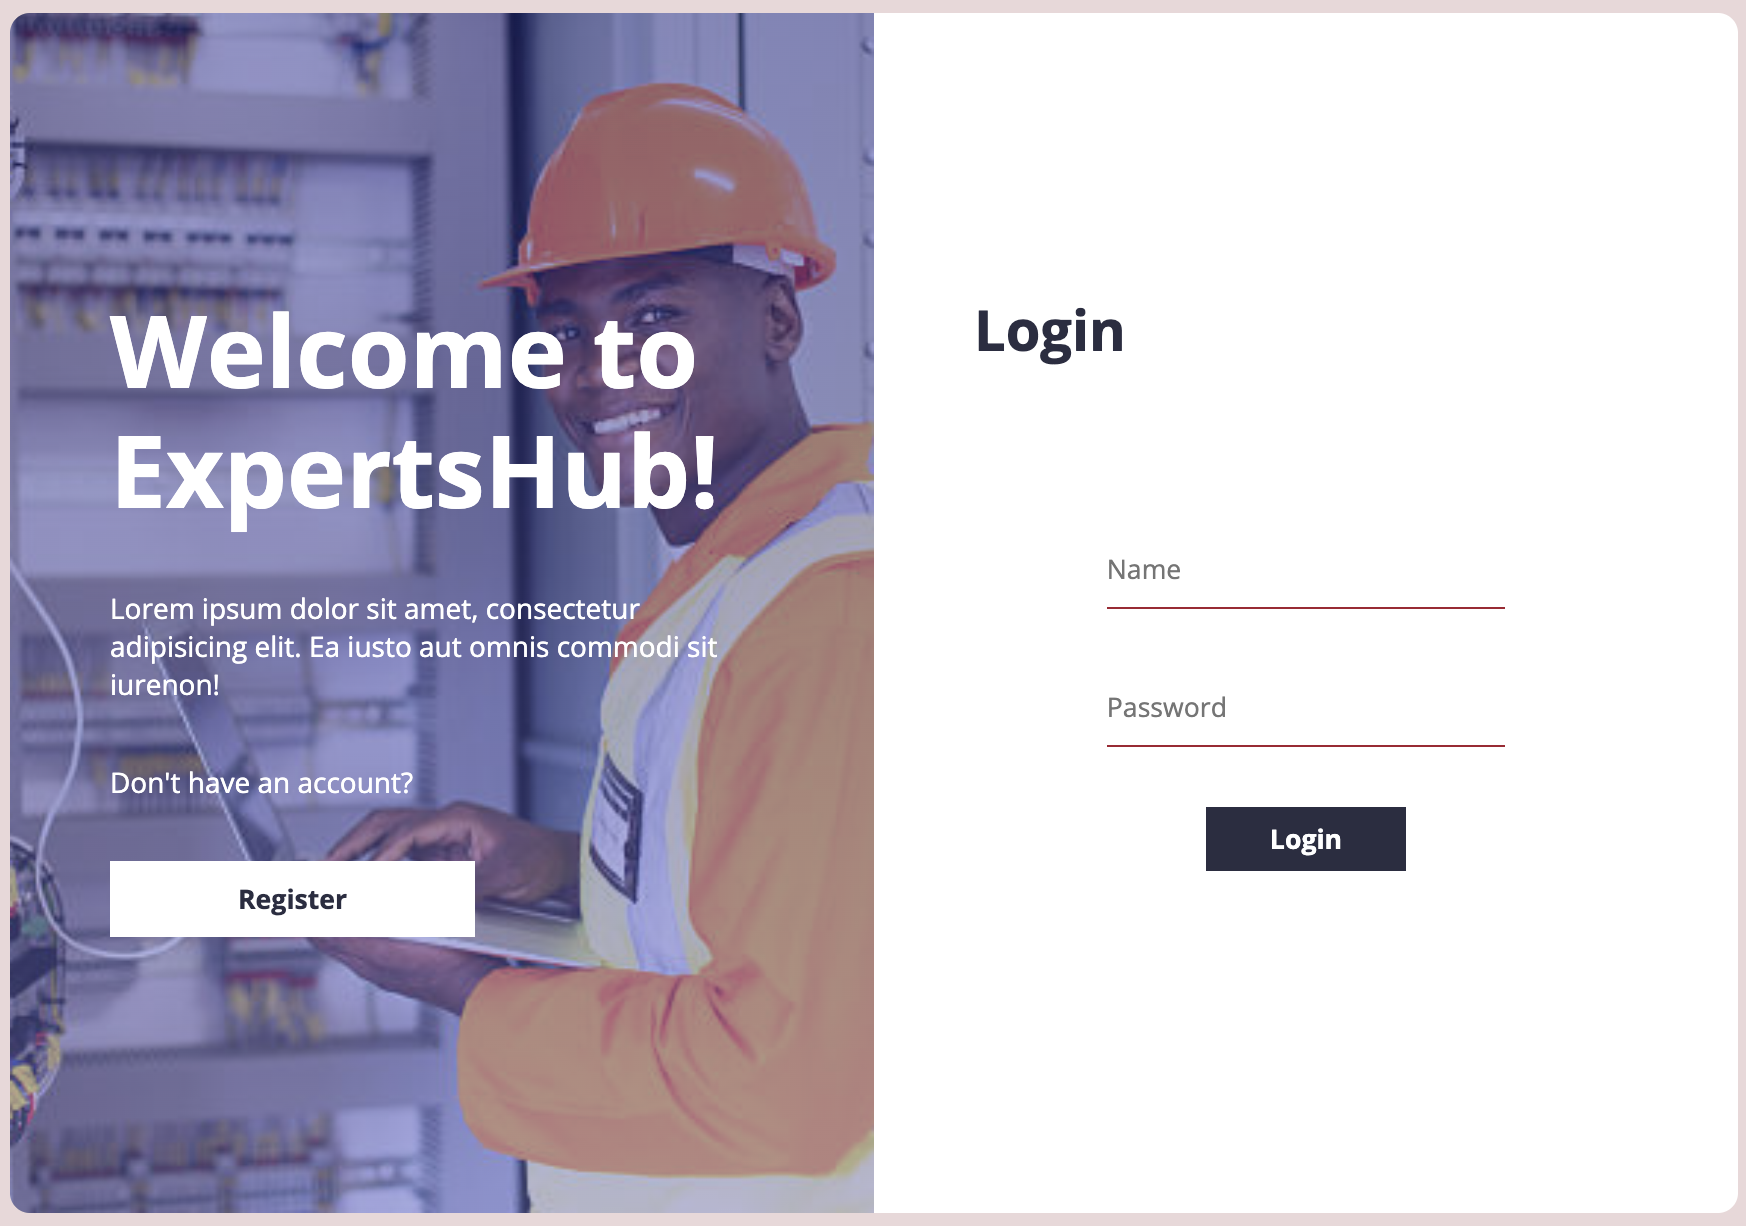 Welcome to
ExpertsHub!
Lorem ipsum dolor sit amet, consectetur
adipisicing elit. Ea iusto aut omnis commodi sit
iurenon!
Don't have an account?
Register
Login
Name
Password
Login